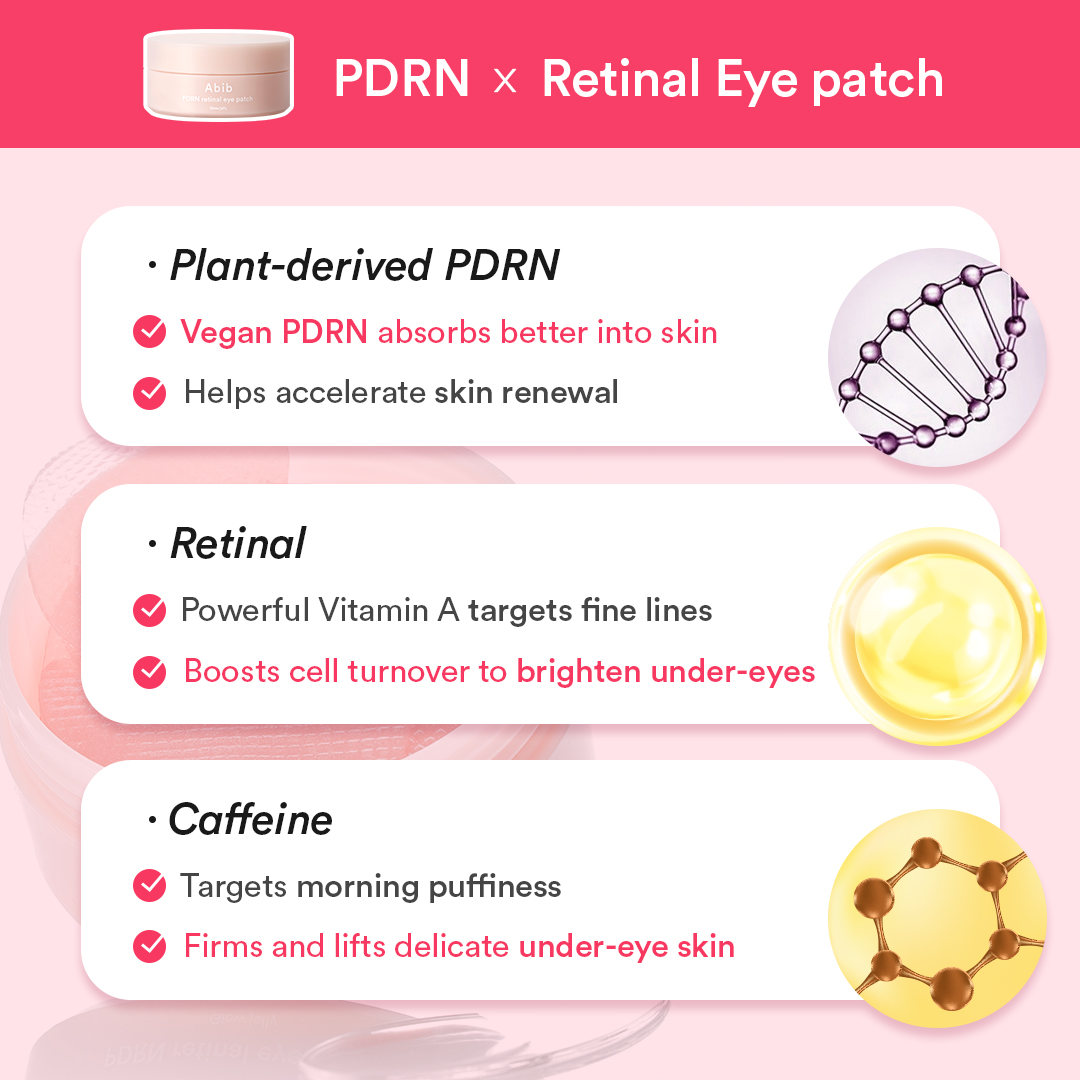 Abib
PDRN retinal eye patch
PDRN x Retinal Eye patch
· Plant-derived PDRN
Vegan PDRN absorbs better into skin
Helps accelerate skin renewal
· Retinal
Powerful Vitamin A targets fine lines
Boosts cell turnover to brighten under-eyes
· Caffeine
Targets morning puffiness
Firms and lifts delicate under-eye skin